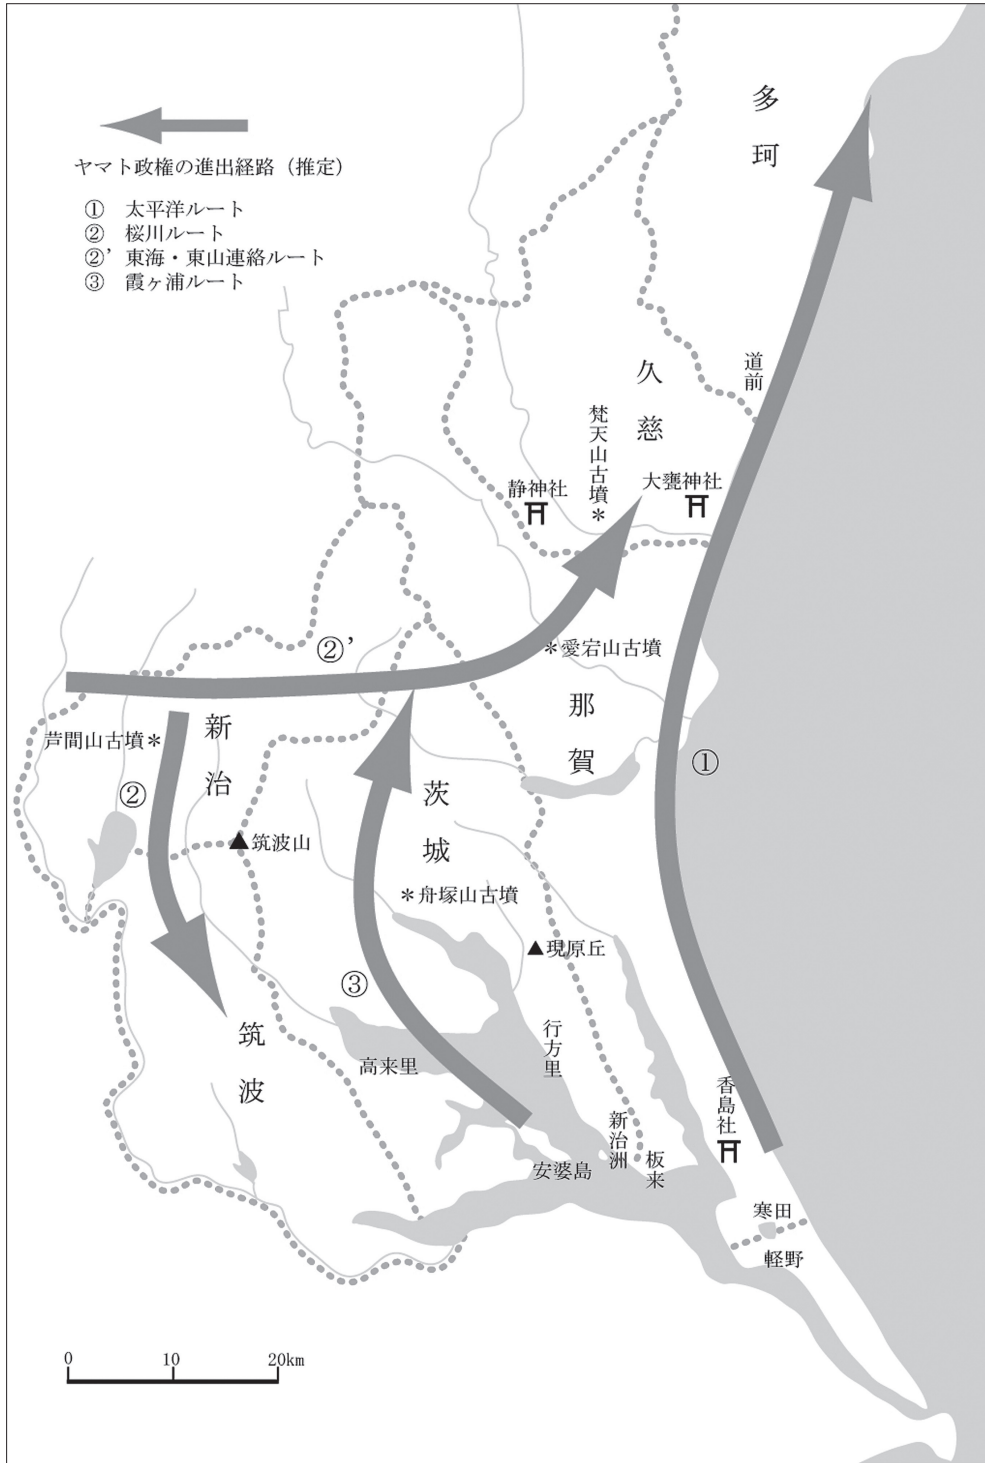 ヤマト政権の進出経路（推定）
① 太平洋ルート
② 桜川ルート
②’ 東海・東山連絡ルート
③ 霞ヶ浦ルート
多珂
道前
久慈
梵天山古墳
静神社
大甕神社
②’
愛宕山古墳
那賀
新治
芦間山古墳
②
①
茨城
筑波山
舟塚山古墳
現原丘
③
筑波
行方里
高来里
香島社
新治洲
板来
安婆島
寒田
軽野
0 10 20km